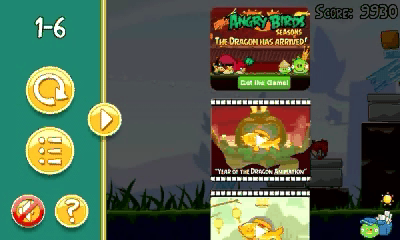 1-6
SCORE: 9930
ANGRY BIRDS
SEASONS
THE DRAGON HAS ARRIVED!
Get the Game!
?
"YEAR OF THE DRAGON ANIMATION"